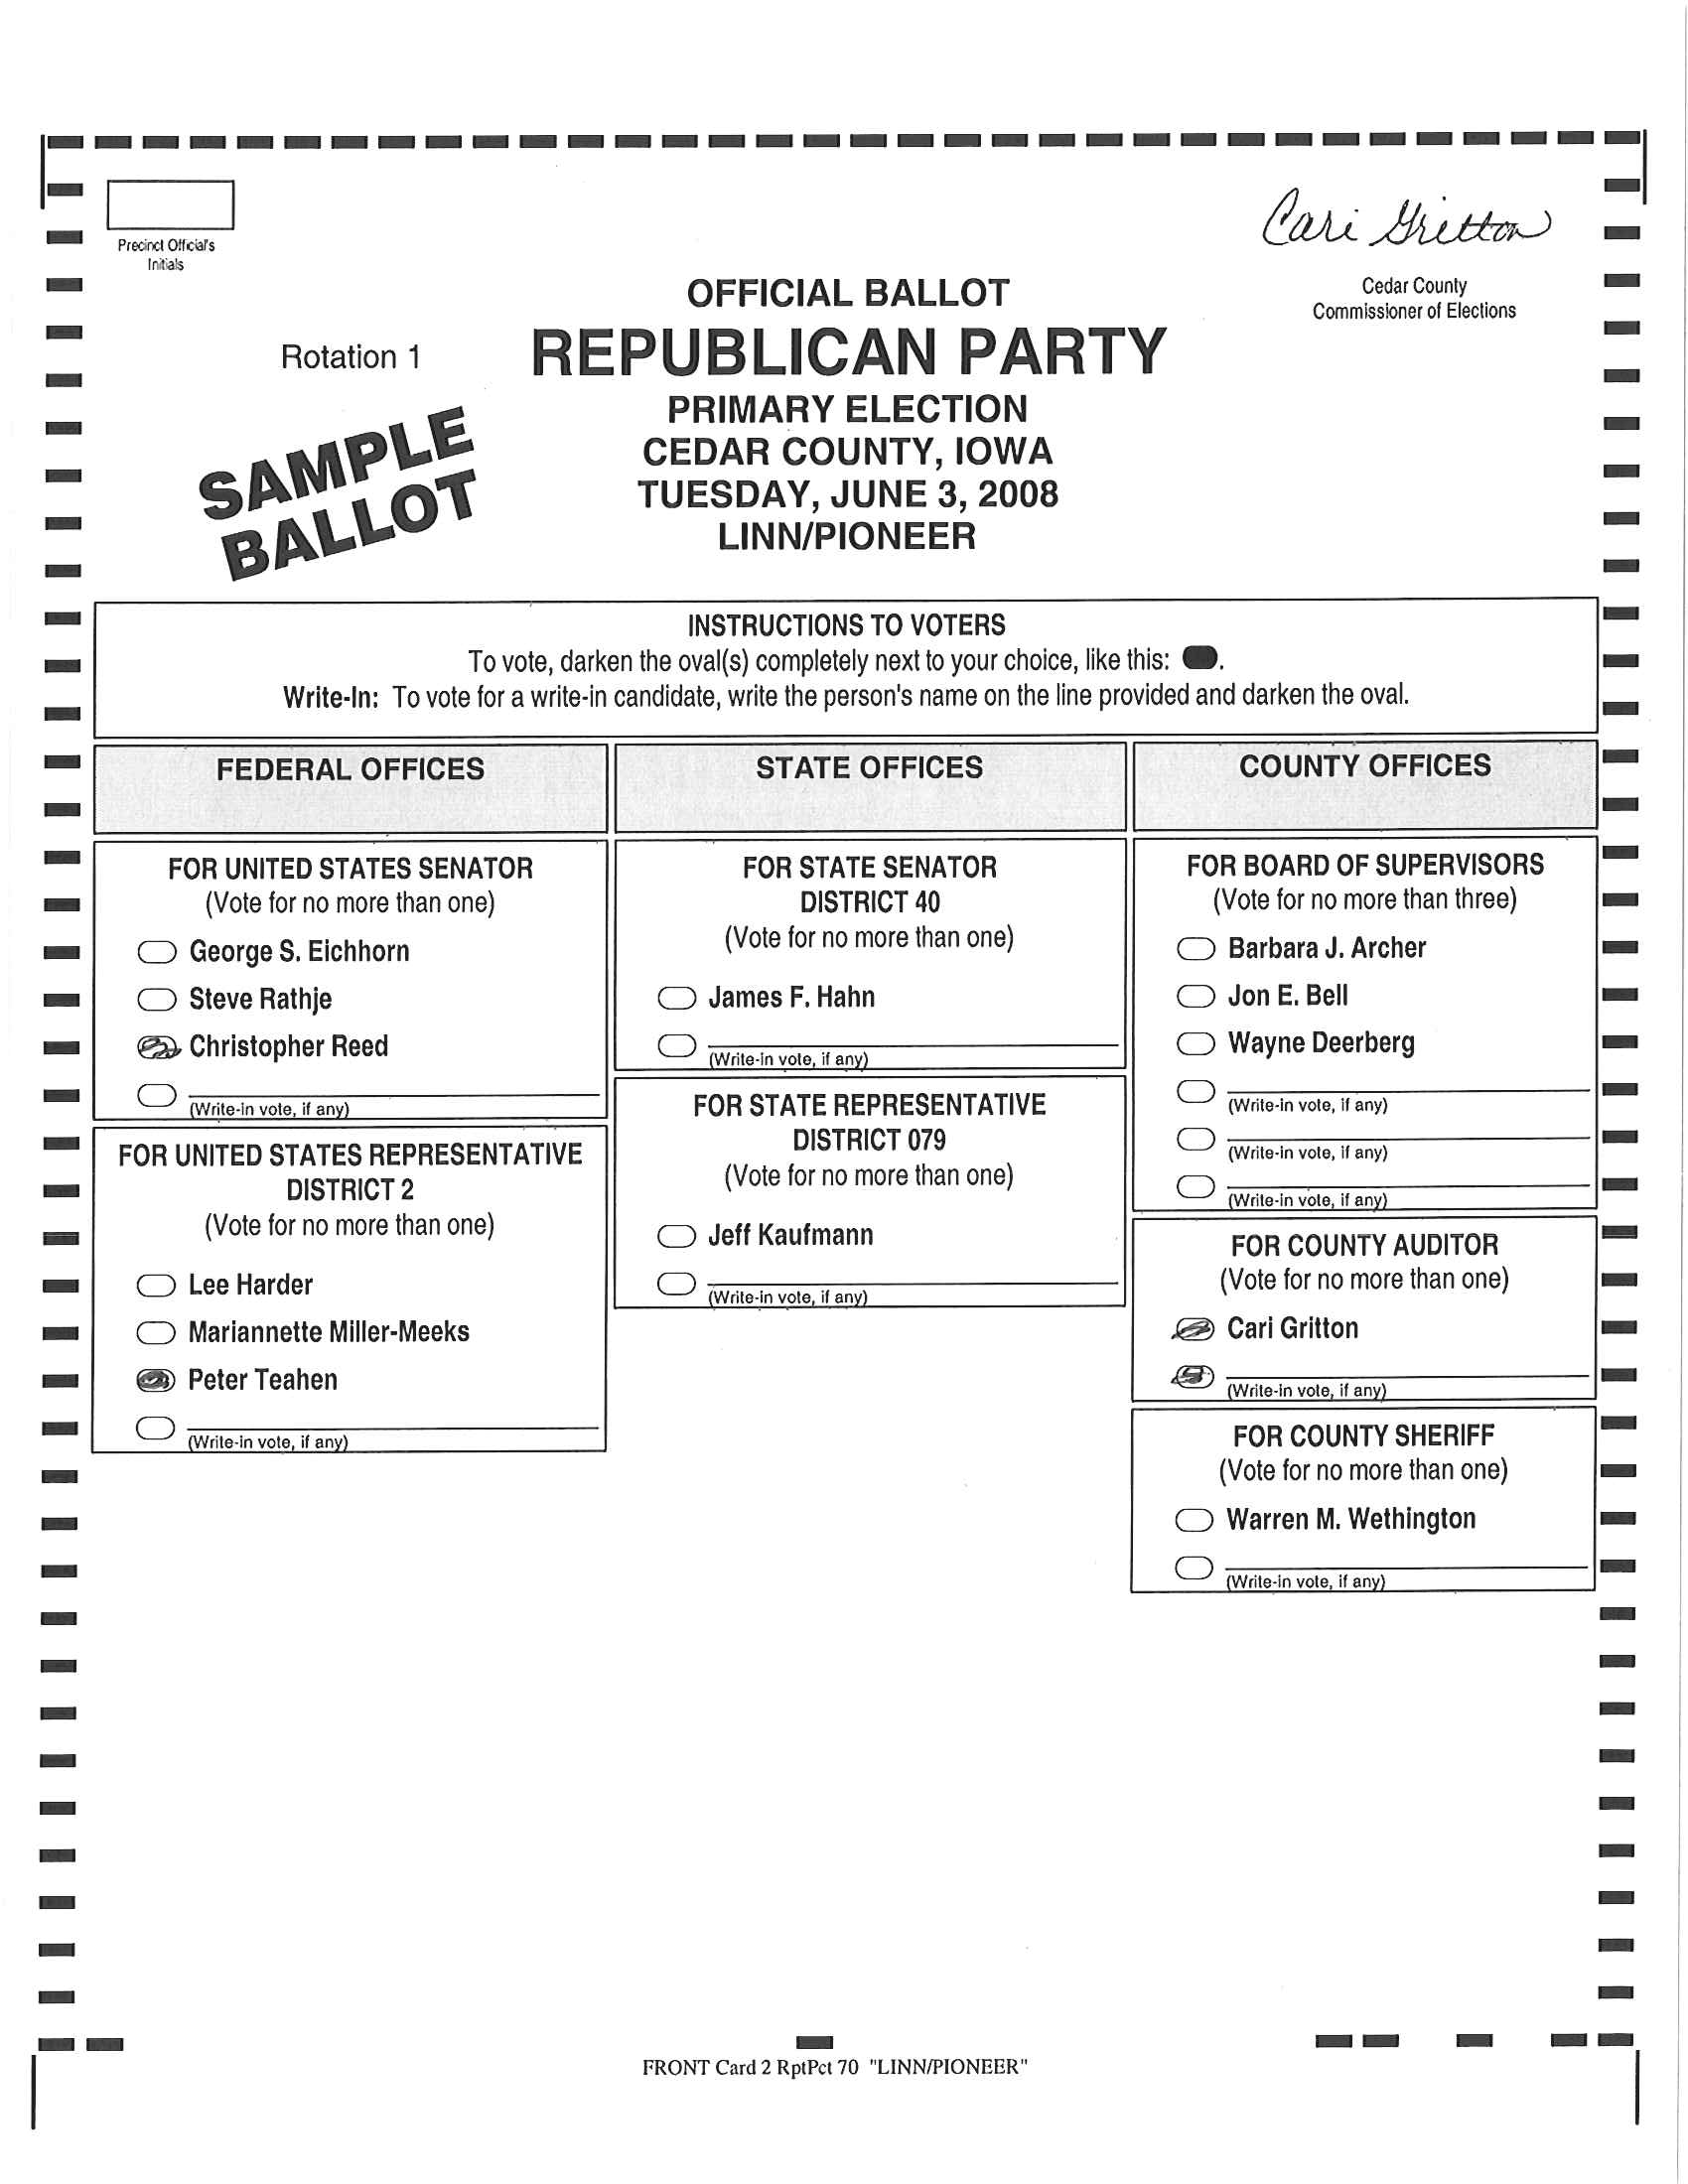 Precinct Official's
Initials
Cari Gritton
Cedar County
Commissioner of Elections
Rotation 1
SAMPLE
BALLOT
OFFICIAL BALLOT
REPUBLICAN PARTY
PRIMARY ELECTION
CEDAR COUNTY, IOWA
TUESDAY, JUNE 3, 2008
LINN/PIONEER
INSTRUCTIONS TO VOTERS
To vote, darken the oval(s) completely next to your choice, like this: .
Write-In: To vote for a write-in candidate, write the person's name on the line provided and darken the oval.
FEDERAL OFFICES
FOR UNITED STATES SENATOR
(Vote for no more than one)
George S. Eichhorn
Steve Rathje
Christopher Reed
(Write-in vote, if any)
FOR UNITED STATES REPRESENTATIVE
DISTRICT 2
(Vote for no more than one)
Lee Harder
Mariannette Miller-Meeks
Peter Teahen
(Write-in vote, if any)
STATE OFFICES
FOR STATE SENATOR
DISTRICT 40
(Vote for no more than one)
James F. Hahn
(Write-in vote, if any)
FOR STATE REPRESENTATIVE
DISTRICT 079
(Vote for no more than one)
Jeff Kaufmann
(Write-in vote, if any)
COUNTY OFFICES
FOR BOARD OF SUPERVISORS
(Vote for no more than three)
Barbara J. Archer
Jon E. Bell
Wayne Deerberg
(Write-in vote, if any)
(Write-in vote, if any)
(Write-in vote, if any)
FOR COUNTY AUDITOR
(Vote for no more than one)
Cari Gritton
(Write-in vote, if any)
FOR COUNTY SHERIFF
(Vote for no more than one)
Warren M. Wethington
(Write-in vote, if any)
FRONT Card 2 RptPct 70 "LINN/PIONEER"